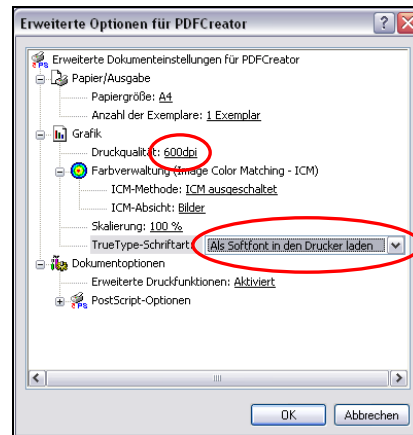 Erweiterte Optionen für PDFCreator
Erweiterte Dokumenteinstellungen für PDFCreator
Papier/Ausgabe
Papiergröße: A4
Anzahl der Exemplare: 1 Exemplar
Grafik
Druckqualität: 600dpi
Farbverwaltung (Image Color Matching - ICM)
ICM-Methode: ICM ausgeschaltet
ICM-Absicht: Bilder
Skalierung: 100 %
TrueType-Schriftart: Als Softfont in den Drucker laden
Dokumentoptionen
Erweiterte Druckfunktionen: Aktiviert
PostScript-Optionen
OK Abbrechen